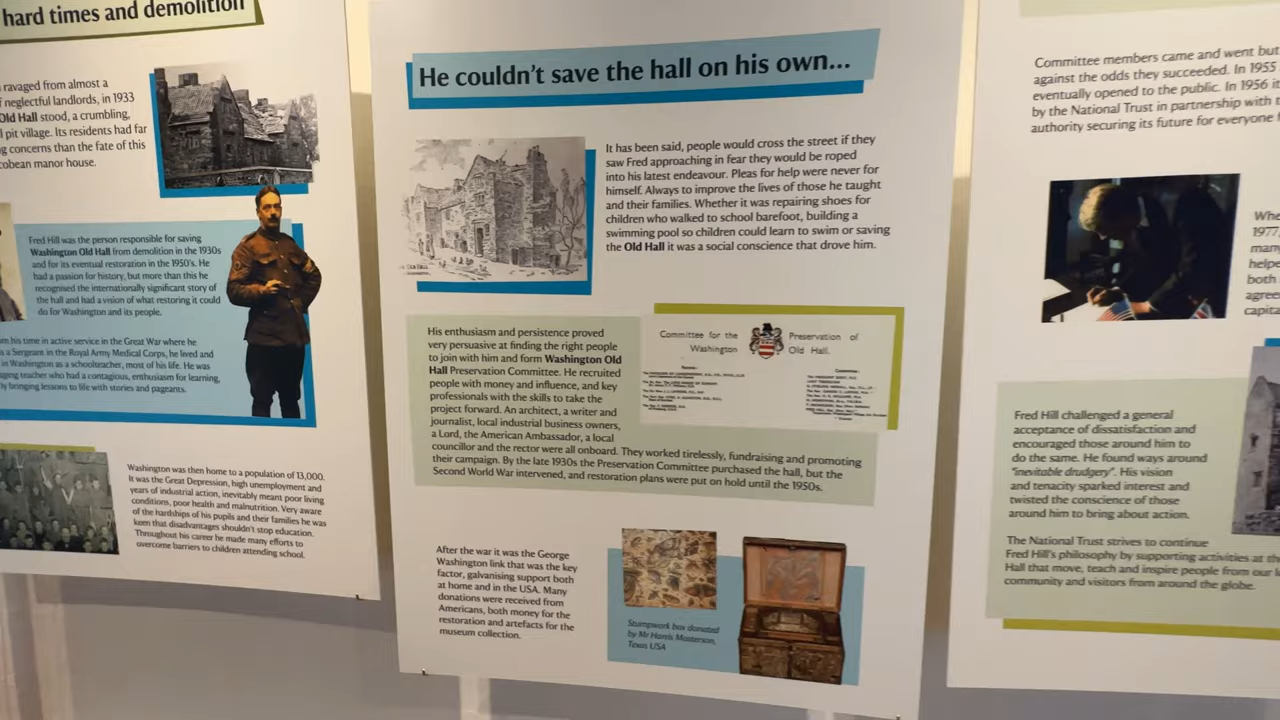 hard times and demolition
ravaged from almost a
neglectful landlords, in 1933
Old Hall stood, a crumbling,
pit village. Its residents had far
concerns than the fate of this
cobean manor house.
Fred Hill was the person responsible for saving
Washington Old Hall from demolition in the 1930s
and for its eventual restoration in the 1950's. He
had a passion for history, but more than this he
recognised the internationally significant story of
the hall and had a vision of what restoring it could
do for Washington and its people.
his time in active service in the Great War where he
a Sergeant in the Royal Army Medical Corps, he lived and
in Washington as a schoolteacher, most of his life. He was
teacher who had a contagious, enthusiasm for learning,
bringing lessons to life with stories and pageants.
Washington was then home to a population of 13,000.
It was the Great Depression, high unemployment and
years of industrial action, inevitably meant poor living
conditions, poor health and malnutrition. Very aware
of the hardships of his pupils and their families he was
keen that disadvantages shouldn't stop education.
Throughout his career he made many efforts to
overcome barriers to children attending school.
He couldn't save the hall on his own...
It has been said, people would cross the street if they
saw Fred approaching in fear they would be roped
into his latest endeavour. Pleas for help were never for
himself. Always to improve the lives of those he taught
and their families. Whether it was repairing shoes for
children who walked to school barefoot, building a
swimming pool so children could learn to swim or saving
the Old Hall it was a social conscience that drove him.
His enthusiasm and persistence proved
very persuasive at finding the right people
to join with him and form Washington Old
Hall Preservation Committee. He recruited
people with money and influence, and key
professionals with the skills to take the
project forward. An architect, a writer and
journalist, local industrial business owners,
a Lord, the American Ambassador, a local
councillor and the rector were all onboard. They worked tirelessly, fundraising and promoting
their campaign. By the late 1930s the Preservation Committee purchased the hall, but the
Second World War intervened, and restoration plans were put on hold until the 1950s.
Committee for the Preservation of
Washington Old Hall.
After the war it was the George
Washington link that was the key
factor, galvanising support both
at home and in the USA. Many
donations were received from
Americans, both money for the
restoration and artefacts for the
museum collection.
Stumpwork box donated
by Mr Harris Masterson,
Texas USA
Committee members came and went but
against the odds they succeeded. In 1955
eventually opened to the public. In 1956 it
by the National Trust in partnership with
authority securing its future for everyone
1977,
both
Fred Hill challenged a general
acceptance of dissatisfaction and
encouraged those around him to
do the same. He found ways around
"inevitable drudgery". His vision
and tenacity sparked interest and
twisted the conscience of those
around him to bring about action.
The National Trust strives to continue
Fred Hill's philosophy by supporting activities at
Hall that move, teach and inspire people from our
community and visitors from around the globe.